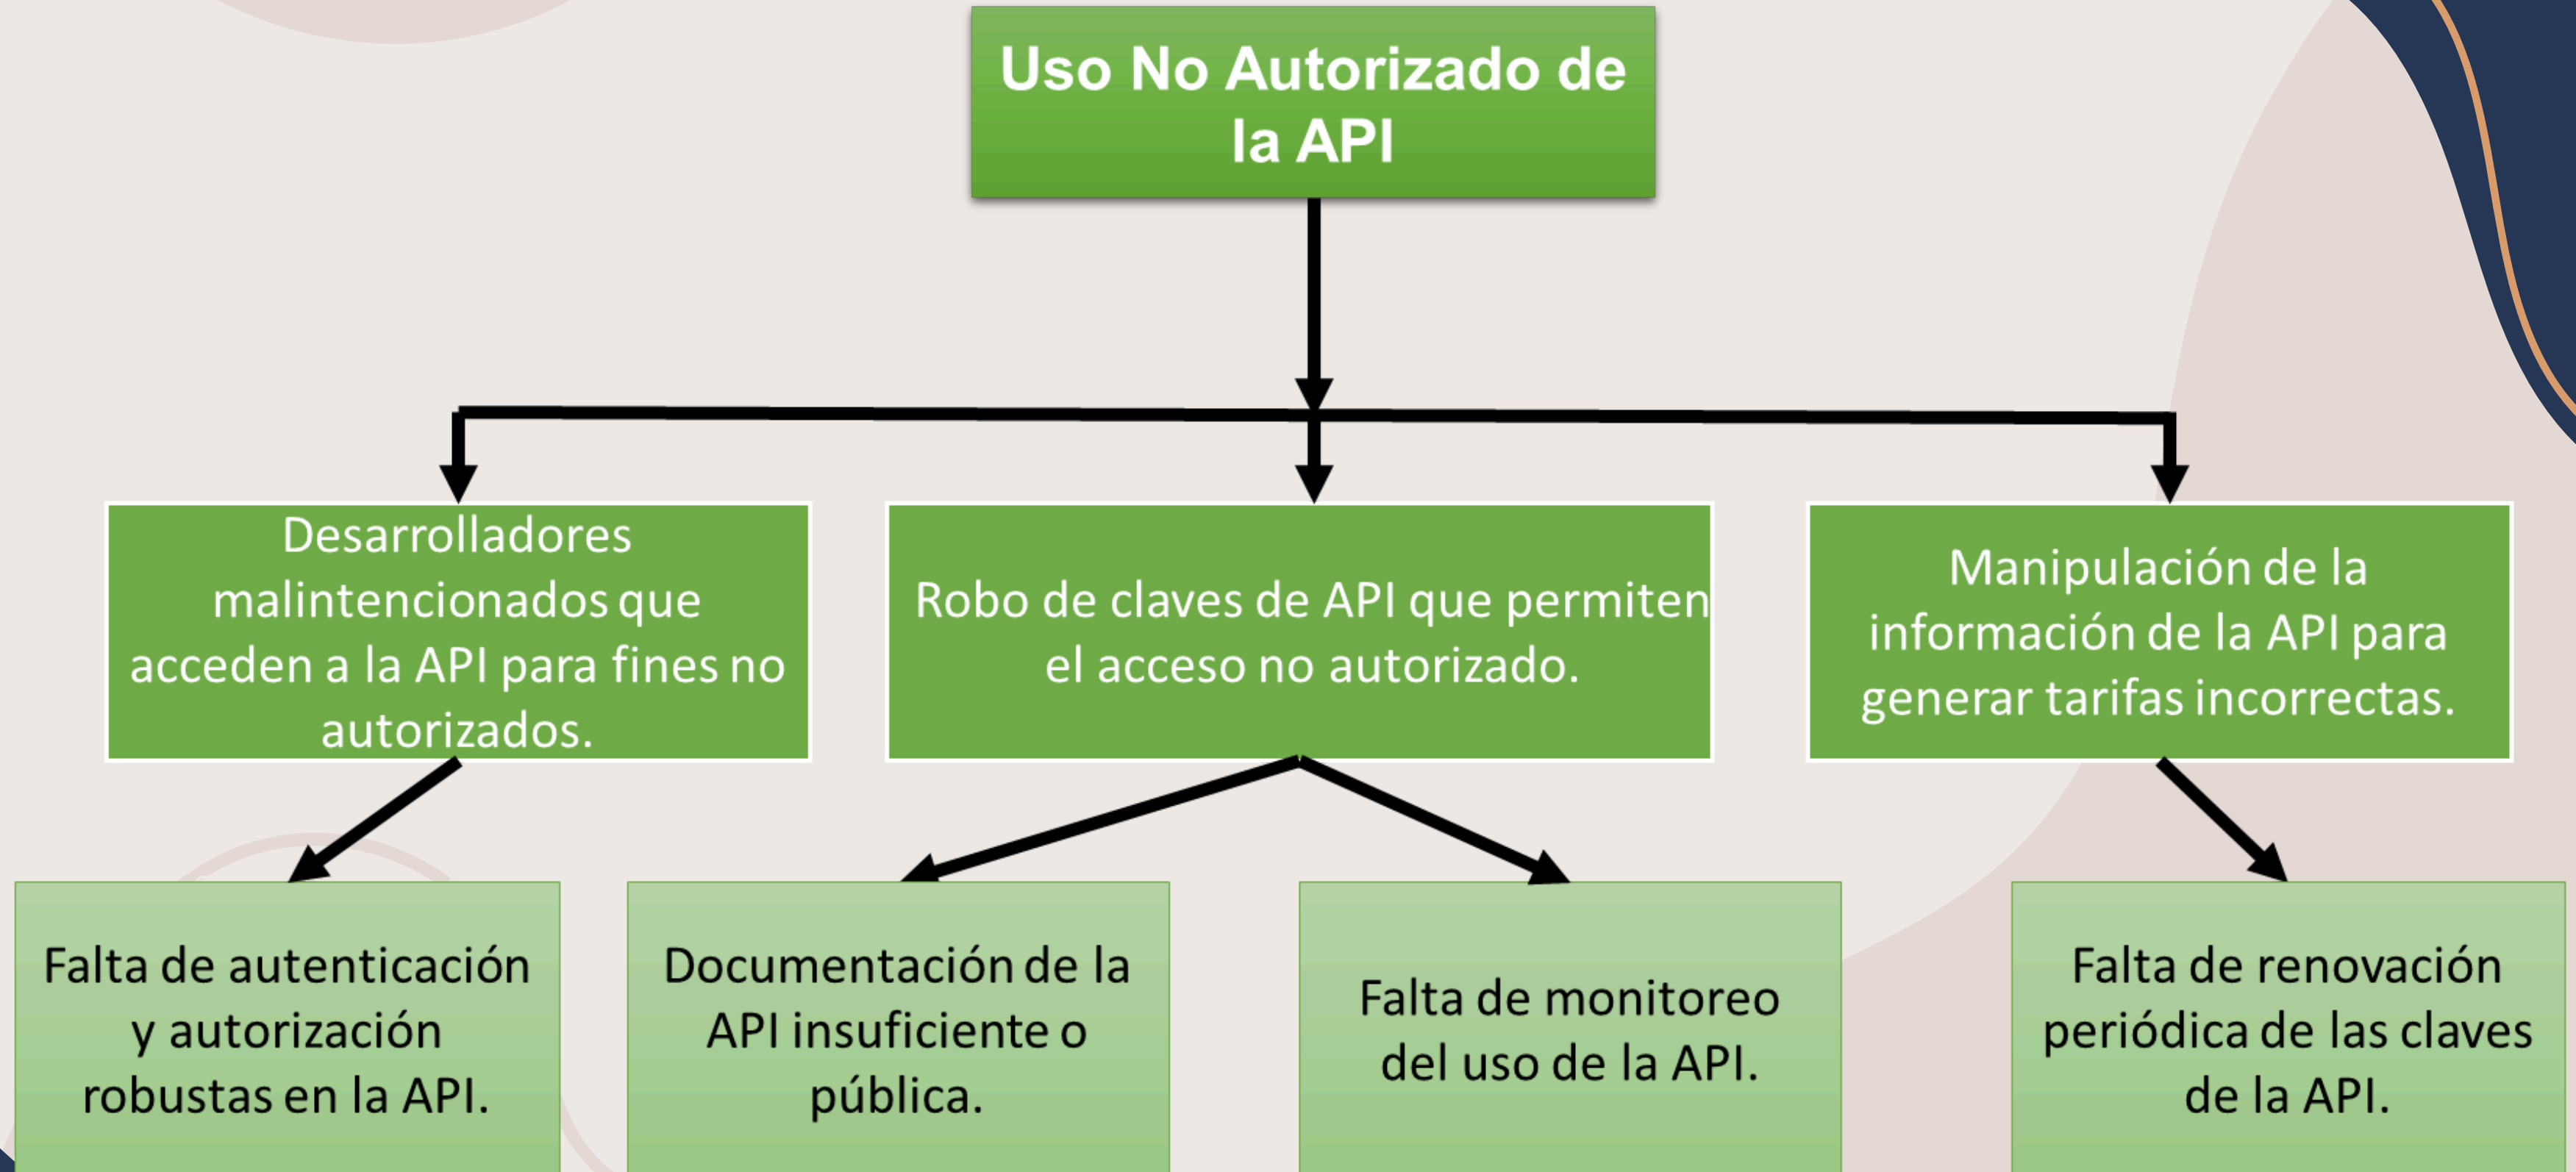 Uso No Autorizado de
la API
Desarrolladores
malintencionados que
acceden a la API para fines no
autorizados.
Robo de claves de API que permiten
el acceso no autorizado.
Manipulación de la
información de la API para
generar tarifas incorrectas.
Falta de autenticación
y autorización
robustas en la API.
Documentación de la
API insuficiente o
pública.
Falta de monitoreo
del uso de la API.
Falta de renovación
periódica de las claves
de la API.